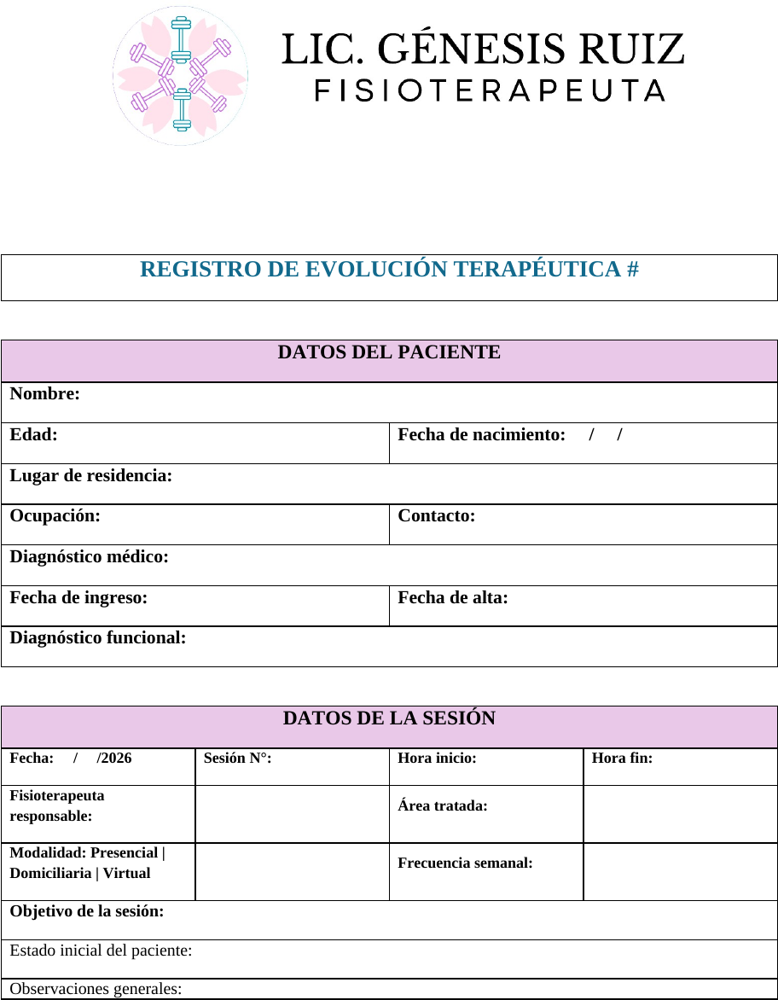 LIC. GÉNESIS RUIZ
FISIOTERAPEUTA
REGISTRO DE EVOLUCIÓN TERAPÉUTICA #
DATOS DEL PACIENTE
Nombre:
Edad:
Fecha de nacimiento: / /
Lugar de residencia:
Ocupación:
Contacto:
Diagnóstico médico:
Fecha de ingreso:
Fecha de alta:
Diagnóstico funcional:
DATOS DE LA SESIÓN
Fecha: / /2026
Sesión N°:
Hora inicio:
Hora fin:
Fisioterapeuta
responsable:
Área tratada:
Modalidad: Presencial |
Domiciliaria | Virtual
Frecuencia semanal:
Objetivo de la sesión:
Estado inicial del paciente:
Observaciones generales: